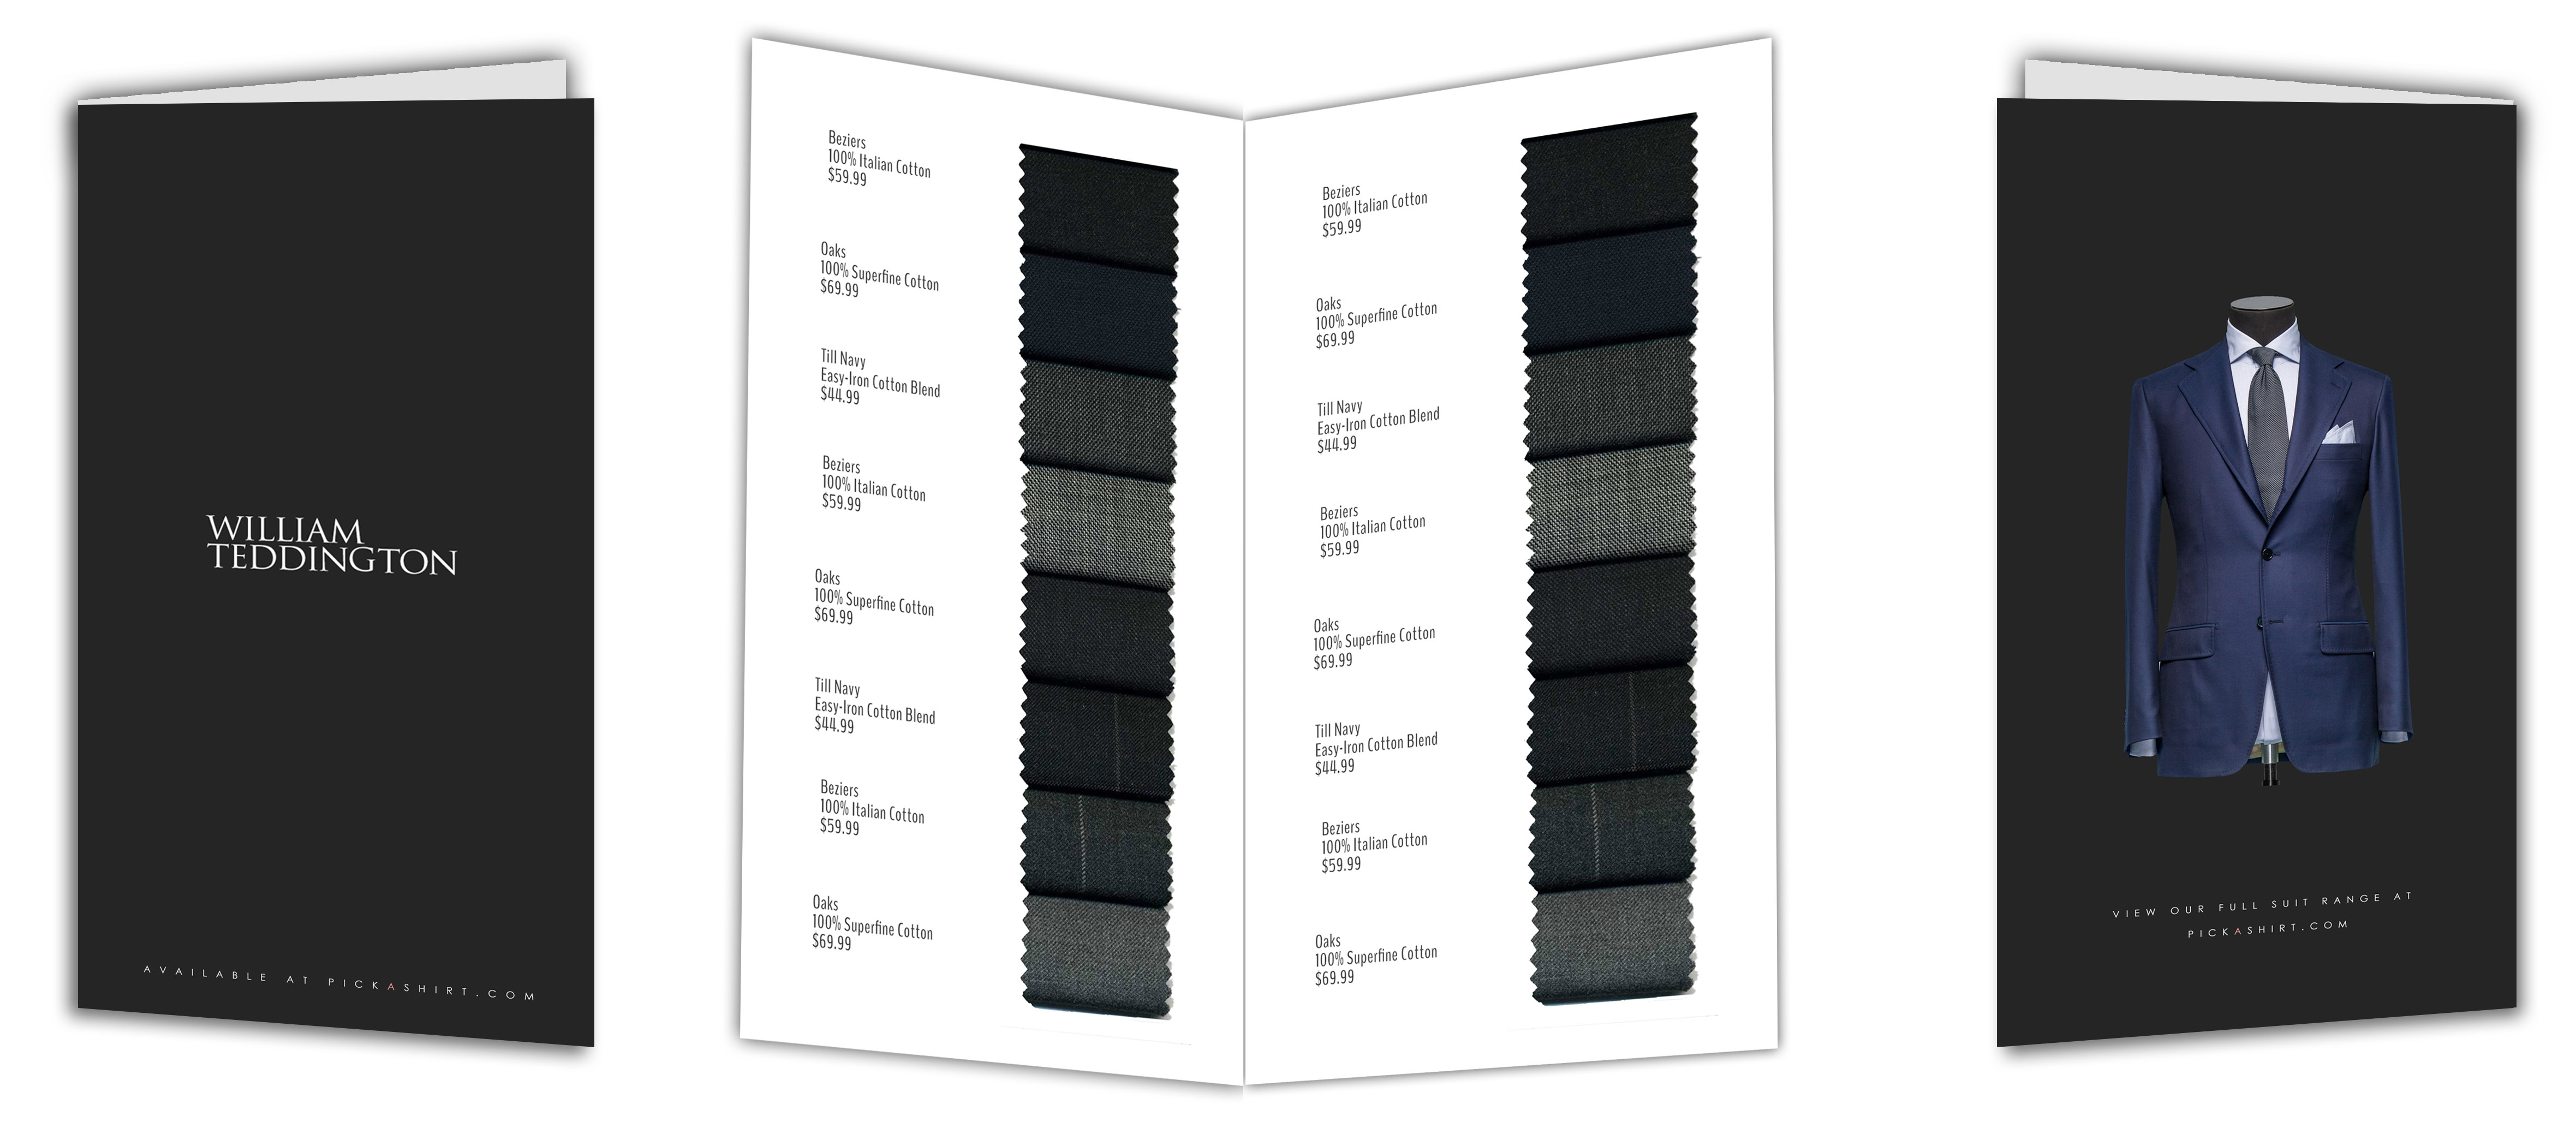 WILLIAM
TEDDINGTON
AVAILABLE AT PICKASHIRT.COM
Beziers
100% Italian Cotton
$59.99
Oaks
100% Superfine Cotton
$69.99
Till Navy
Easy-Iron Cotton Blend
$44.99
Beziers
100% Italian Cotton
$59.99
Oaks
100% Superfine Cotton
$69.99
Till Navy
Easy-Iron Cotton Blend
$44.99
Beziers
100% Italian Cotton
$59.99
Oaks
100% Superfine Cotton
$69.99
Beziers
100% Italian Cotton
$59.99
Oaks
100% Superfine Cotton
$69.99
Till Navy
Easy-Iron Cotton Blend
$44.99
Beziers
100% Italian Cotton
$59.99
Oaks
100% Superfine Cotton
$69.99
Till Navy
Easy-Iron Cotton Blend
$44.99
Beziers
100% Italian Cotton
$59.99
Oaks
100% Superfine Cotton
$69.99
VIEW OUR FULL SUIT RANGE AT
PICKASHIRT.COM